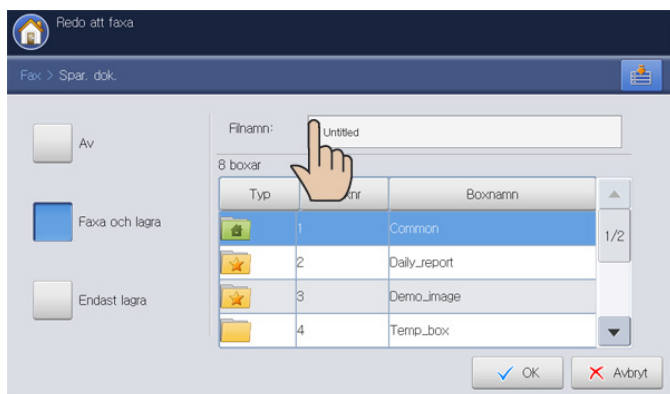 Redo att faxa
Fax > Spar. dok.
Av
Faxa och lagra
Endast lagra
Filnamn: Untitled
8 boxar
Typ xnr Boxnamn
1 Common 1/2
2 Daily_report
3 Demo_image
4 Temp_box
OK Avbryt